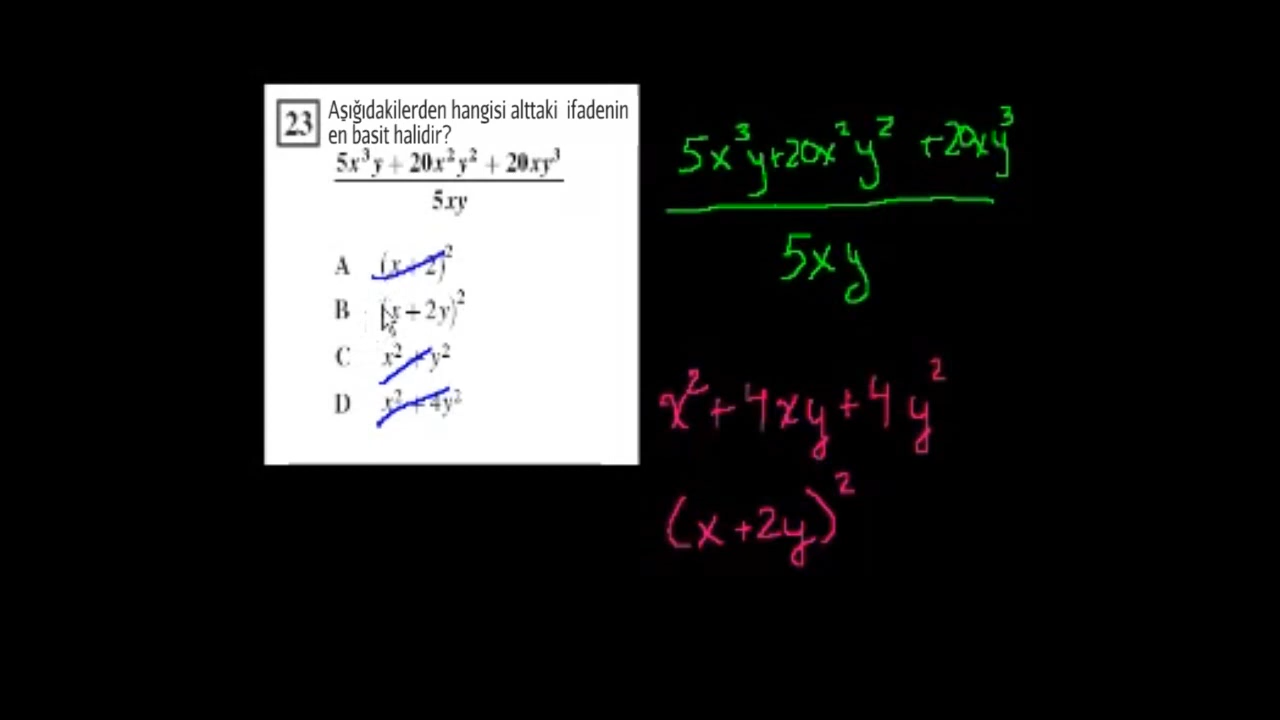 23 Aşığıdakilerden hangisi alttaki ifadenin
en basit halidir?
5x³y + 20x²y² + 20xy³
5xy
A (x + 2)²
B (x + 2y)²
C x² + y²
D x² + 4y²
5x³y+20x²y² +20xy³
5xy
x²+4xy+4y²
(x+2y)²